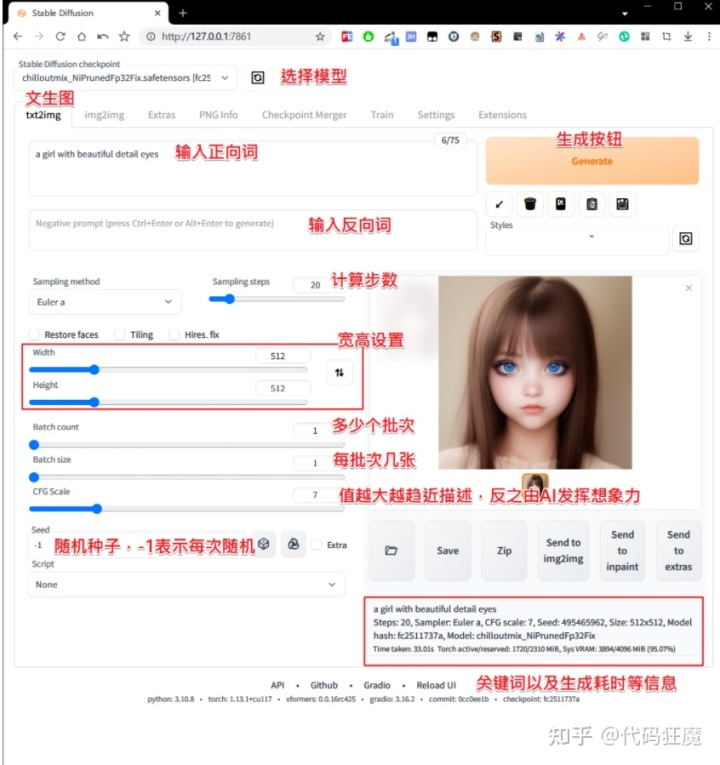 Stable Diffusion
http://127.0.0.1:7861
Stable Diffusion checkpoint
chilloutmix_NiPrunedFp32Fix.safetensors [fc25
选择模型
文生图
txt2img
img2img
Extras
PNG Info
Checkpoint Merger
Train
Settings
Extensions
6/75
a girl with beautiful detail eyes
输入正向词
生成按钮
Generate
Negative prompt (press Ctrl+Enter or Alt+Enter to generate)
输入反向词
Styles
Sampling method
Euler a
Sampling steps
20
计算步数
Restore faces
Tiling
Hires. fix
宽高设置
Width
512
Height
512
Batch count
1
多少个批次
Batch size
1
每批次几张
CFG Scale
7
值越大越趋近描述，反之由AI发挥想象力
Seed
-1
随机种子，-1表示每次随机
Extra
Script
None
Save
Zip
Send to
img2img
Send
to
inpaint
Send
to
extras
a girl with beautiful detail eyes
Steps: 20, Sampler: Euler a, CFG scale: 7, Seed: 495465962, Size: 512x512, Model
hash: fc2511737a, Model: chilloutmix_NiPrunedFp32Fix
Time taken: 33.01s Torch active/reserved: 1720/2310 MiB, Sys VRAM: 3894/4096 MiB (95.07%)
关键词以及生成耗时等信息
API • Github • Gradio • Reload UI
python: 3.10.8 • torch: 1.13.1+cu117 • xformers: 0.0.16rc425 • gradio: 3.16.2 • commit: 0cc0ee1b • checkpoint: fc2511737a
知乎 @代码狂魔